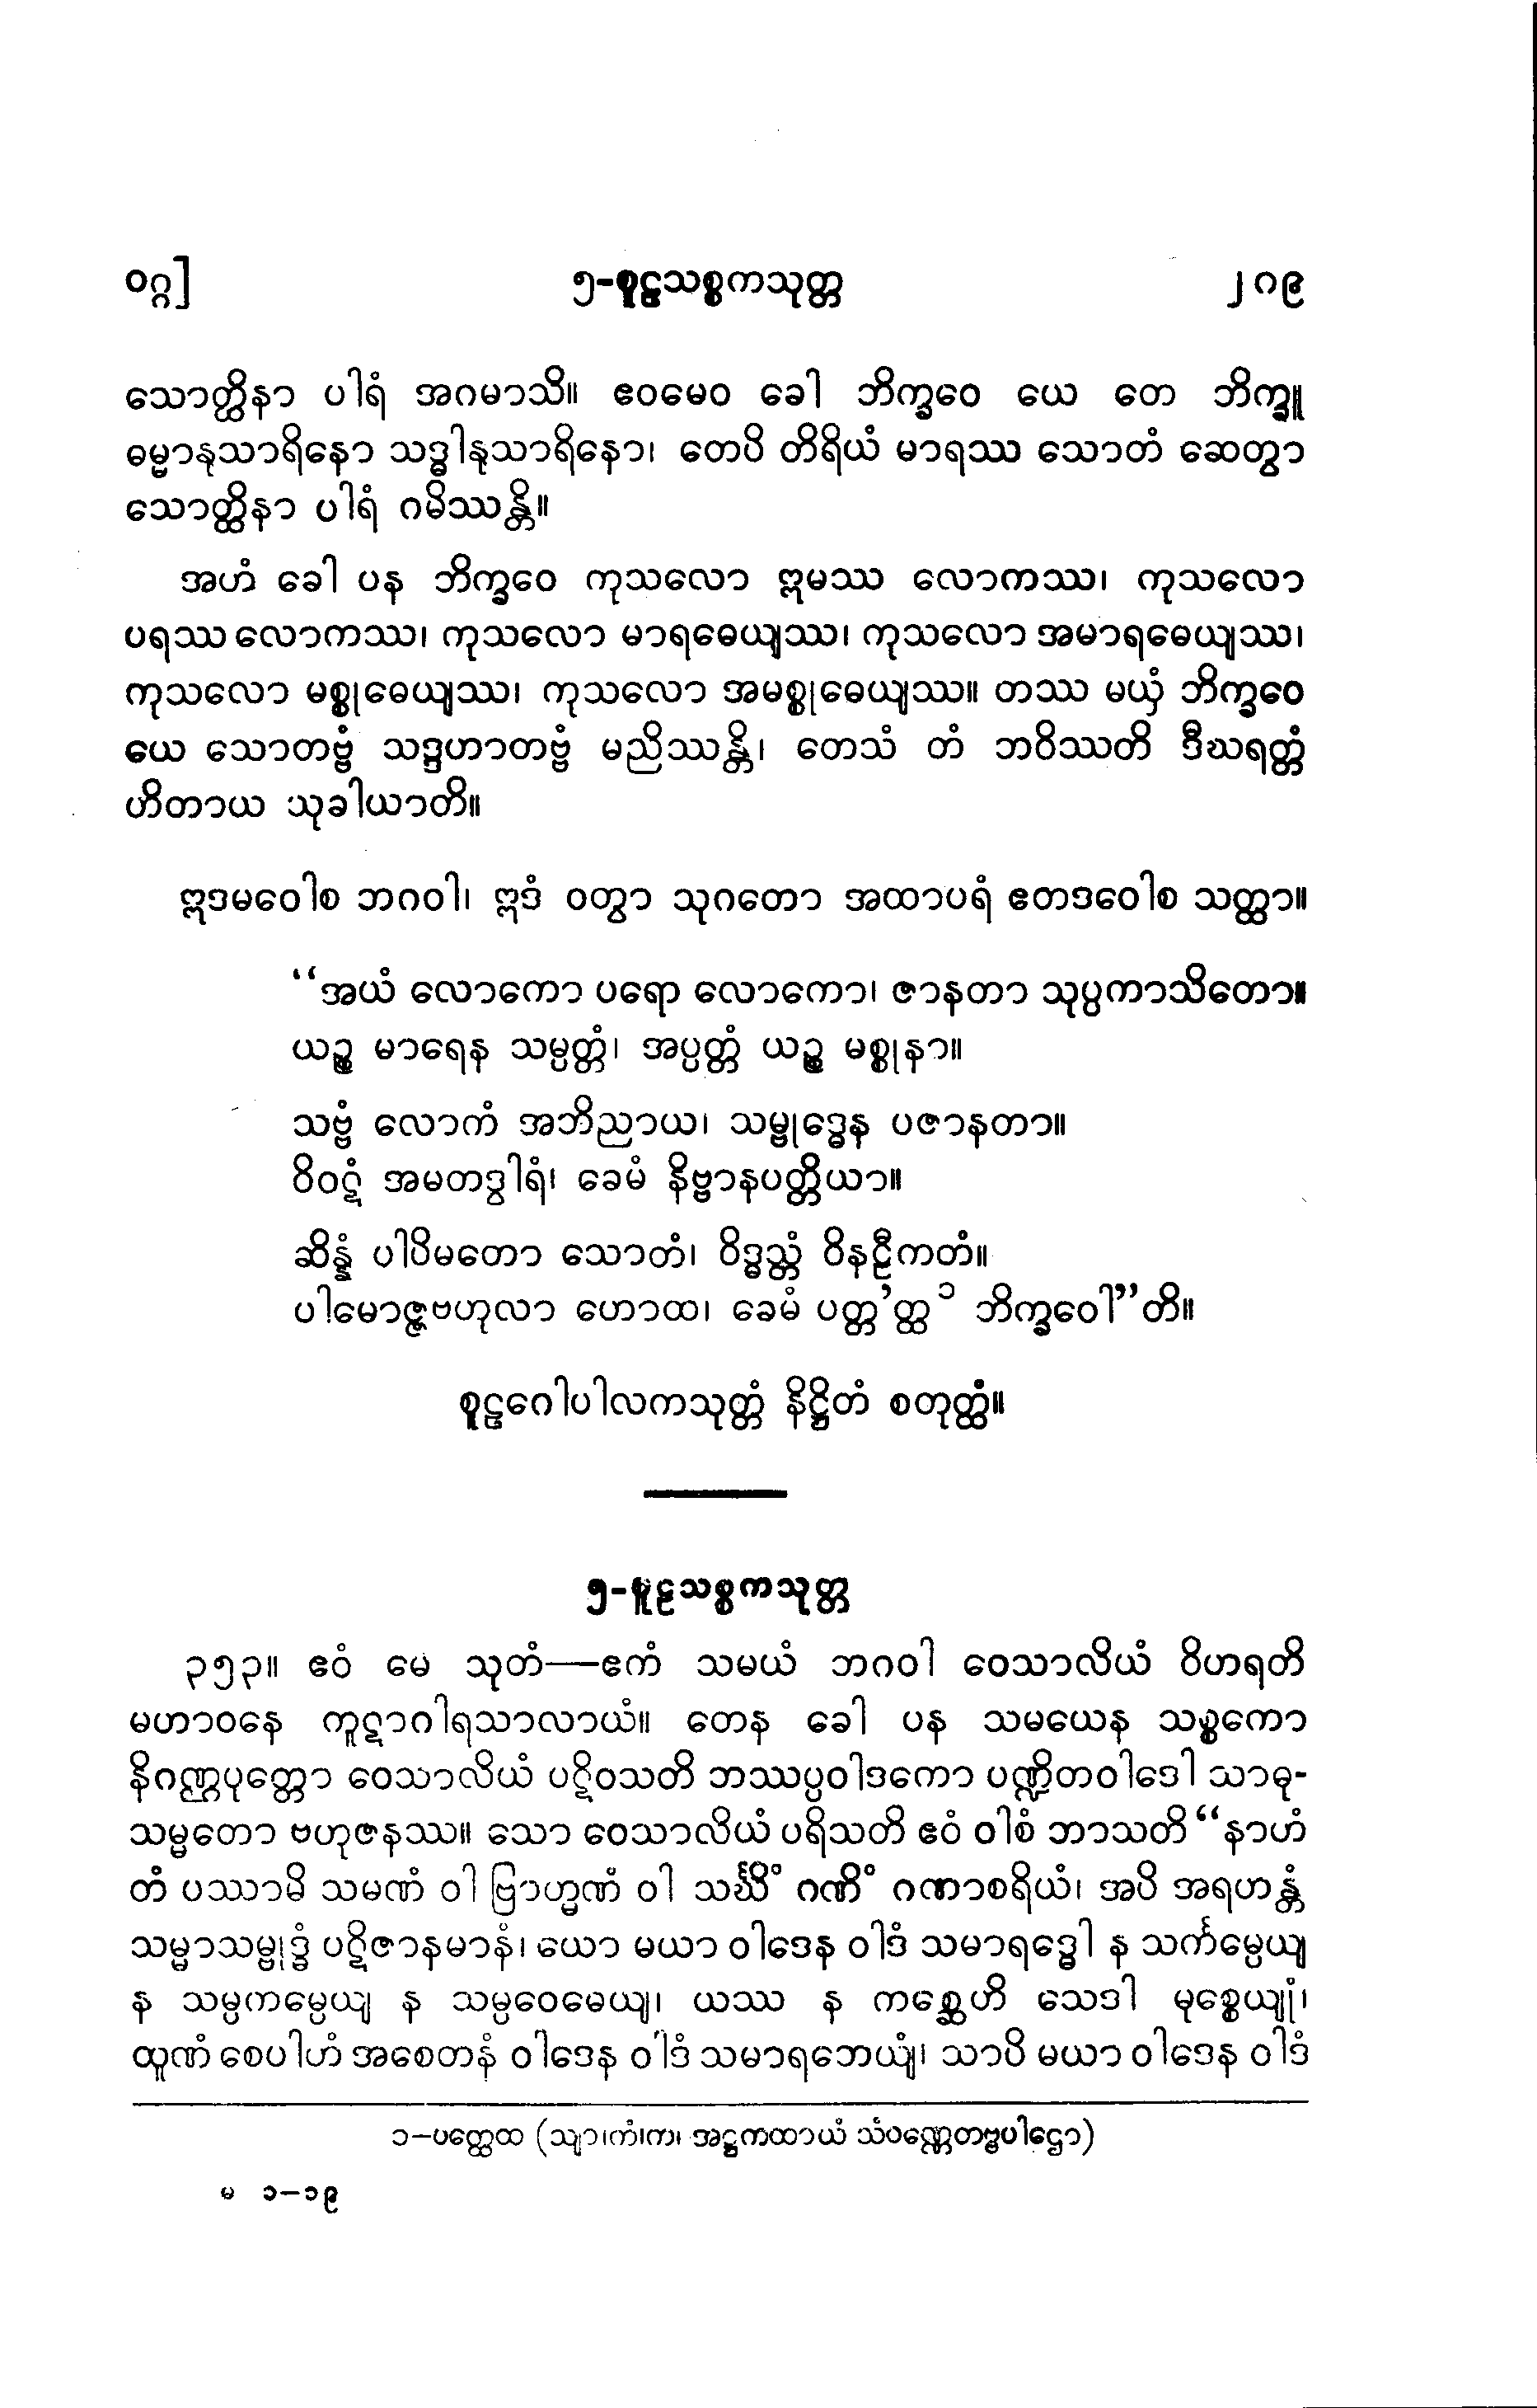 ဝဂ္ဂ] ၅-စူဠသစ္စကသုတ္တ ၂၈၉
သောတ္ထိနာ ပါရံ အဂမာသိ။ ဧဝမေဝ ခေါ ဘိက္ခဝေ ယေ တေ ဘိက္ခူ
ဓမ္မာနုသာရိနော သဒ္ဓါနုသာရိနော၊ တေပိ တိရိယံ မာရဿ သောတံ ဆေတွာ
သောတ္ထိနာ ပါရံ ဂမိဿန္တိ။
အဟံ ခေါ ပန ဘိက္ခဝေ ကုသလော ဣမဿ လောကဿ၊ ကုသလော
ပရဿ လောကဿ၊ ကုသလော မာရဓေယျဿ၊ ကုသလော အမာရဓေယျဿ၊
ကုသလော မစ္စုဓေယျဿ၊ ကုသလော အမစ္စုဓေယျဿ။ တဿ မယှံ ဘိက္ခဝေ
ယေ သောတဗ္ဗံ သဒ္ဒဟာတဗ္ဗံ မညိဿန္တိ၊ တေသံ တံ ဘဝိဿတိ ဒီဃရတ္တံ
ဟိတာယ သုခါယာတိ။
ဣဒမဝေါစ ဘဂဝါ၊ ဣဒံ ဝတွာ သုဂတော အထာပရံ ဧတဒဝေါစ သတ္ထာ။
“အယံ လောကော ပရော လောကော၊ ဇာနတာ သုပ္ပကာသိတော။
ယဉ္စ မာရေန သမ္ပတ္တံ၊ အပ္ပတ္တံ ယဉ္စ မစ္စုနာ။
သဗ္ဗံ လောကံ အဘိညာယ၊ သမ္ဗုဒ္ဓေန ပဇာနတာ။
ဝိဝဋံ အမတဒွါရံ၊ ခေမံ နိဗ္ဗာနပတ္တိယာ။
ဆိန္နံ ပါပိမတော သောတံ၊ ဝိဒ္ဓသ္တံ ဝိနဠီကတံ။
ပါမောဇ္ဇဗဟုလာ ဟောထ၊ ခေမံ ပတ္တ’တ္ထ ၁ ဘိက္ခဝေါ”တိ။
စူဠဂေါပါလကသုတ္တံ နိဋ္ဌိတံ စတုတ္ထံ။
၅-စူဠသစ္စကသုတ္တ
၃၅၃။ ဧဝံ မေ သုတံ—ဧကံ သမယံ ဘဂဝါ ဝေသာလိယံ ဝိဟရတိ
မဟာဝနေ ကူဋာဂါရသာလာယံ။ တေန ခေါ ပန သမယေန သစ္စကော
နိဂဏ္ဌပုတ္တော ဝေသာလိယံ ပဋိဝသတိ ဘဿပ္ပဝါဒကော ပဏ္ဍိတဝါဒေါ သာဓု-
သမ္မတော ဗဟုဇနဿ။ သော ဝေသာလိယံ ပရိသတိ ဧဝံ ဝါစံ ဘာသတိ “နာဟံ
တံ ပဿာမိ သမဏံ ဝါ ဗြာဟ္မဏံ ဝါ သင်္ဃိံ ဂဏိံ ဂဏာစရိယံ၊ အပိ အရဟန္တံ
သမ္မာသမ္ဗုဒ္ဓံ ပဋိဇာနမာနံ၊ ယော မယာ ဝါဒေန ဝါဒံ သမာရဒ္ဓေါ န သင်္ကမ္ပေယျ
န သမ္ပကမ္ပေယျ န သမ္ပဝေဓေယျ၊ ယဿ န ကစ္ဆေဟိ သေဒါ မုစ္စေယျုံ၊
ထူဏံ စေပါဟံ အစေတနံ ဝါဒေန ဝါဒံ သမာရဘေယျံ၊ သာပိ မယာ ဝါဒေန ဝါဒံ
၁-ပတ္ထေထ (သျာ၊ကံ၊က၊ အဋ္ဌကထာယံ သံဝဏ္ဏေတဗ္ဗပါဌော)
မ ၁-၁၉